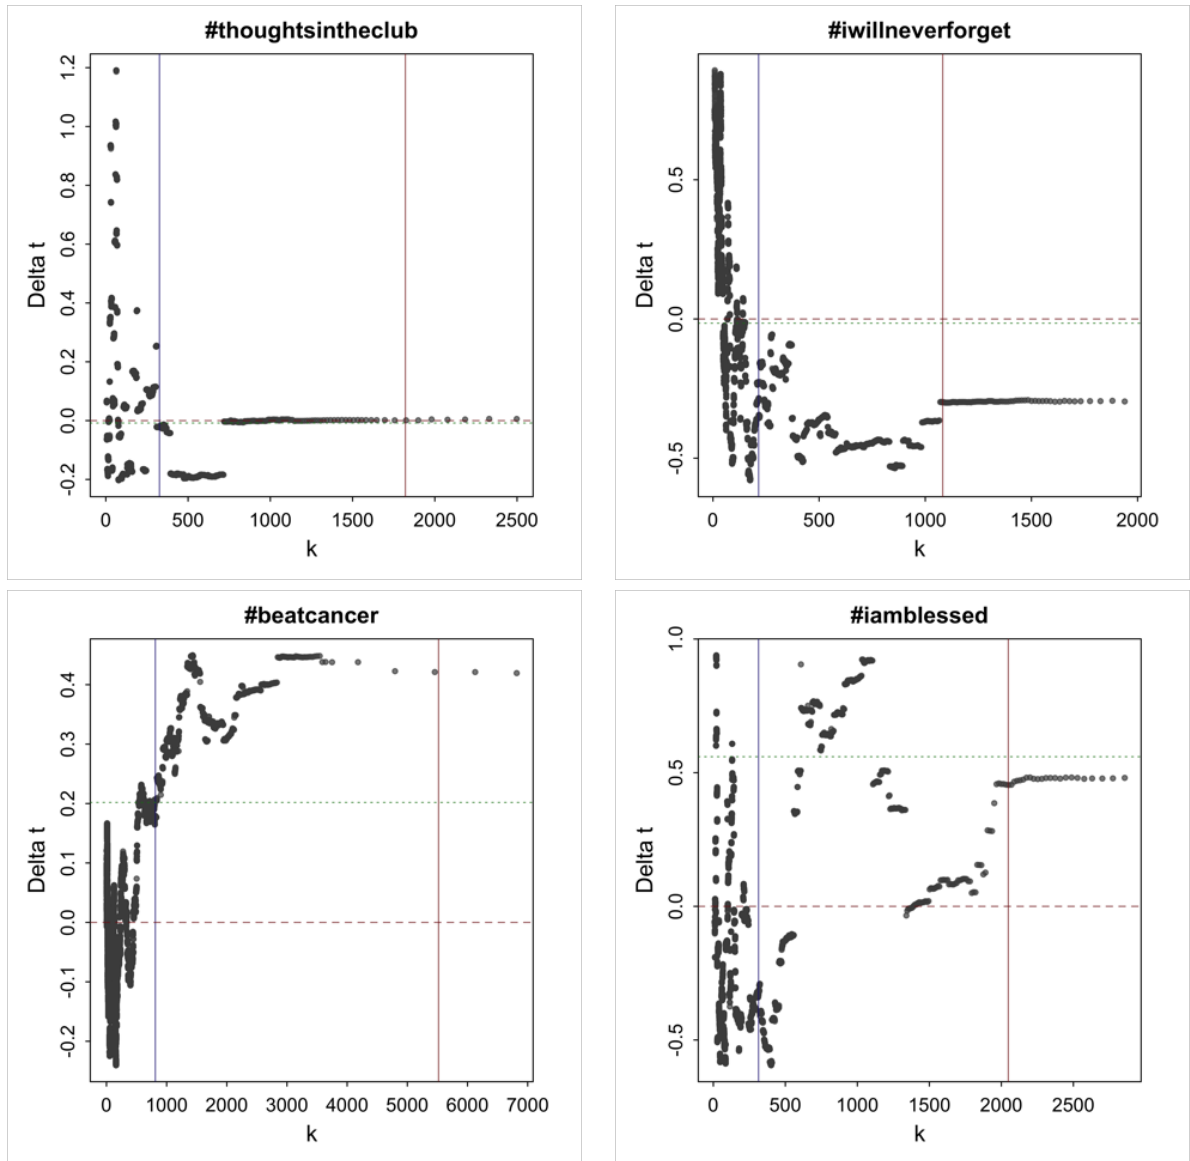 #thoughtsintheclub
Delta t
1.2
1.0
0.8
0.6
0.4
0.2
0.0
-0.2
0 500 1000 1500 2000 2500
k
#iwillneverforget
Delta t
0.5
0.0
-0.5
0 500 1000 1500 2000
k
#beatcancer
Delta t
0.4
0.3
0.2
0.1
0.0
-0.1
-0.2
0 1000 2000 3000 4000 5000 6000 7000
k
#iamblessed
Delta t
1.0
0.5
0.0
-0.5
0 500 1000 1500 2000 2500
k